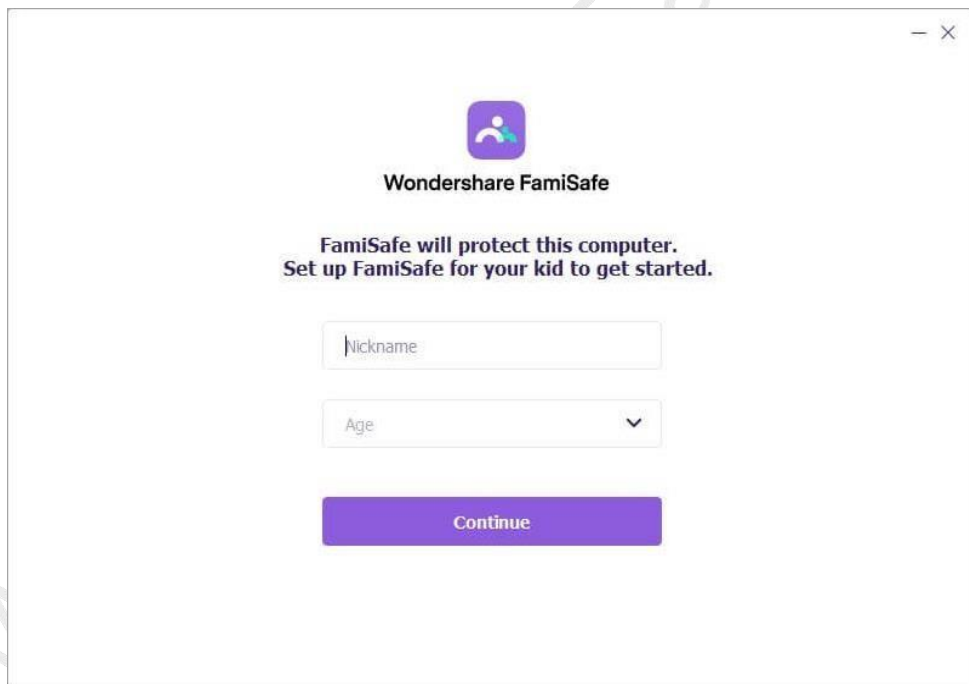 Wondershare FamiSafe
FamiSafe will protect this computer.
Set up FamiSafe for your kid to get started.
Nickname
Age
Continue